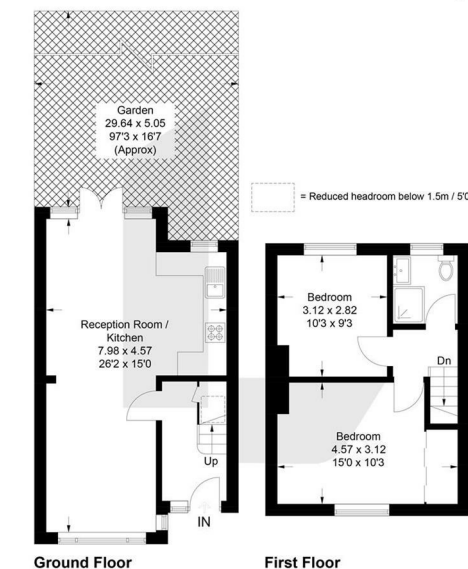 Garden
29.64 x 5.05
97'3 x 16'7
(Approx)
= Reduced headroom below 1.5m / 5'0
Reception Room /
Kitchen
7.98 x 4.57
26'2 x 15'0
Up
IN
Bedroom
3.12 x 2.82
10'3 x 9'3
Dn
Bedroom
4.57 x 3.12
15'0 x 10'3
Ground Floor
First Floor